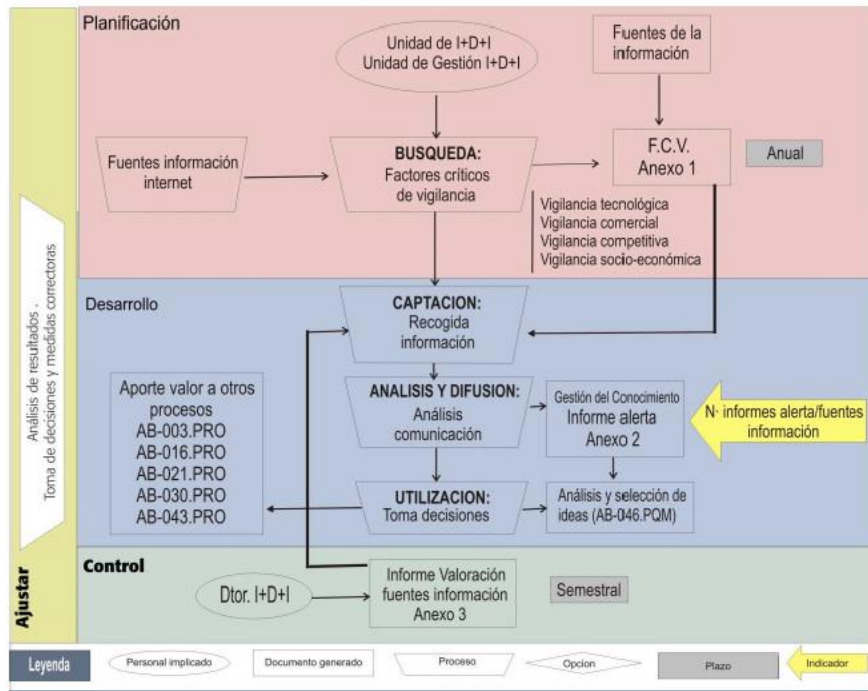 Planificación
Unidad de I+D+I
Unidad de Gestión I+D+I
Fuentes de la
información
Fuentes información
internet
BUSQUEDA:
Factores críticos
de vigilancia
F.C.V.
Anexo 1
Anual
Vigilancia tecnológica
Vigilancia comercial
Vigilancia competitiva
Vigilancia socio-económica
Análisis de resultados .
Toma de decisiones y medidas correctoras
Ajustar
Desarrollo
CAPTACION:
Recogida
información
Aporte valor a otros
procesos
AB-003.PRO
AB-016.PRO
AB-021.PRO
AB-030.PRO
AB-043.PRO
ANALISIS Y DIFUSION:
Análisis
comunicación
Gestión del Conocimiento
Informe alerta
Anexo 2
N· informes alerta/fuentes
información
UTILIZACION:
Toma decisiones
Análisis y selección de
ideas (AB-046.PQM)
Control
Dtor. I+D+I
Informe Valoración
fuentes información
Anexo 3
Semestral
Leyenda
Personal implicado
Documento generado
Proceso
Opcion
Plazo
Indicador